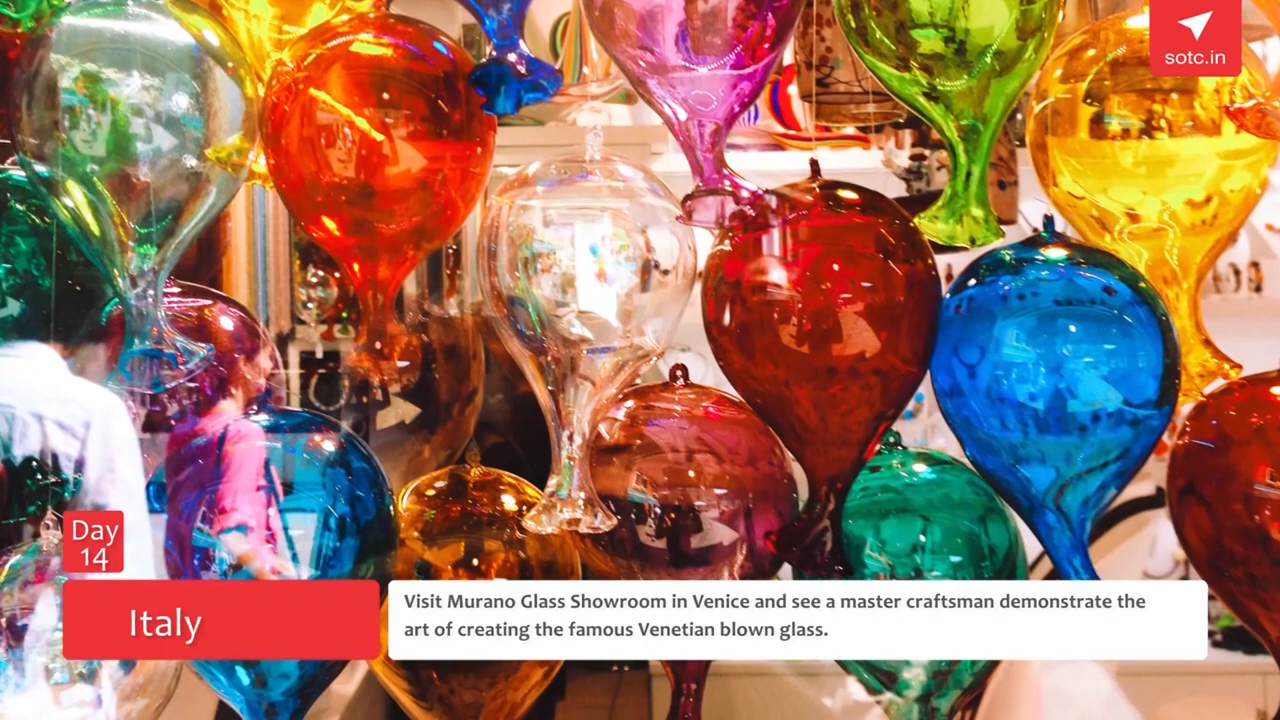 sotc.in
Day
14
Italy
Visit Murano Glass Showroom in Venice and see a master craftsman demonstrate the
art of creating the famous Venetian blown glass.